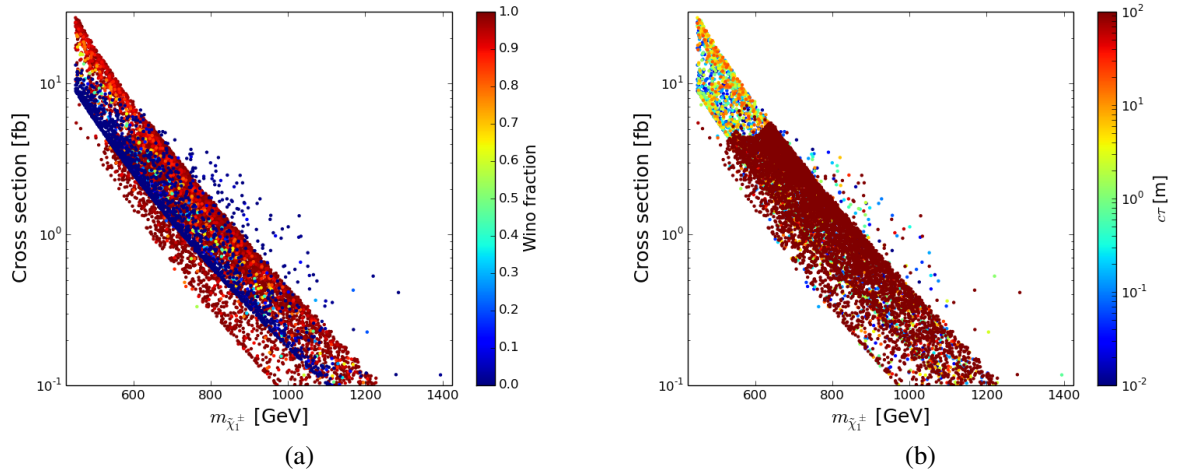 10¹
10⁰
10⁻¹
Cross section [fb]
400 600 800 1000 1200 1400
m_{χ̃₁^±} [GeV]
1.0
0.9
0.8
0.7
0.6
0.5
0.4
0.3
0.2
0.1
0.0
Wino fraction
(a)
10¹
10⁰
10⁻¹
Cross section [fb]
600 800 1000 1200 1400
m_{χ̃₁^±} [GeV]
10²
10¹
10⁰
10⁻¹
10⁻²
cτ [m]
(b)